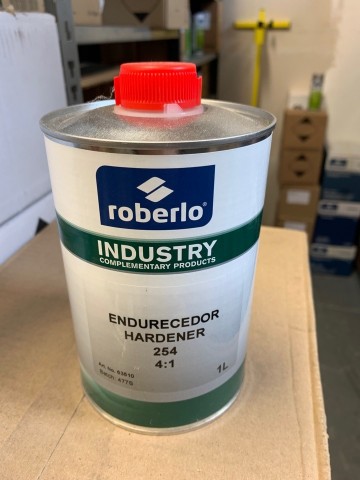 roberlo®
INDUSTRY
COMPLEMENTARY PRODUCTS
ENDURECEDOR
HARDENER
254
4:1
1L